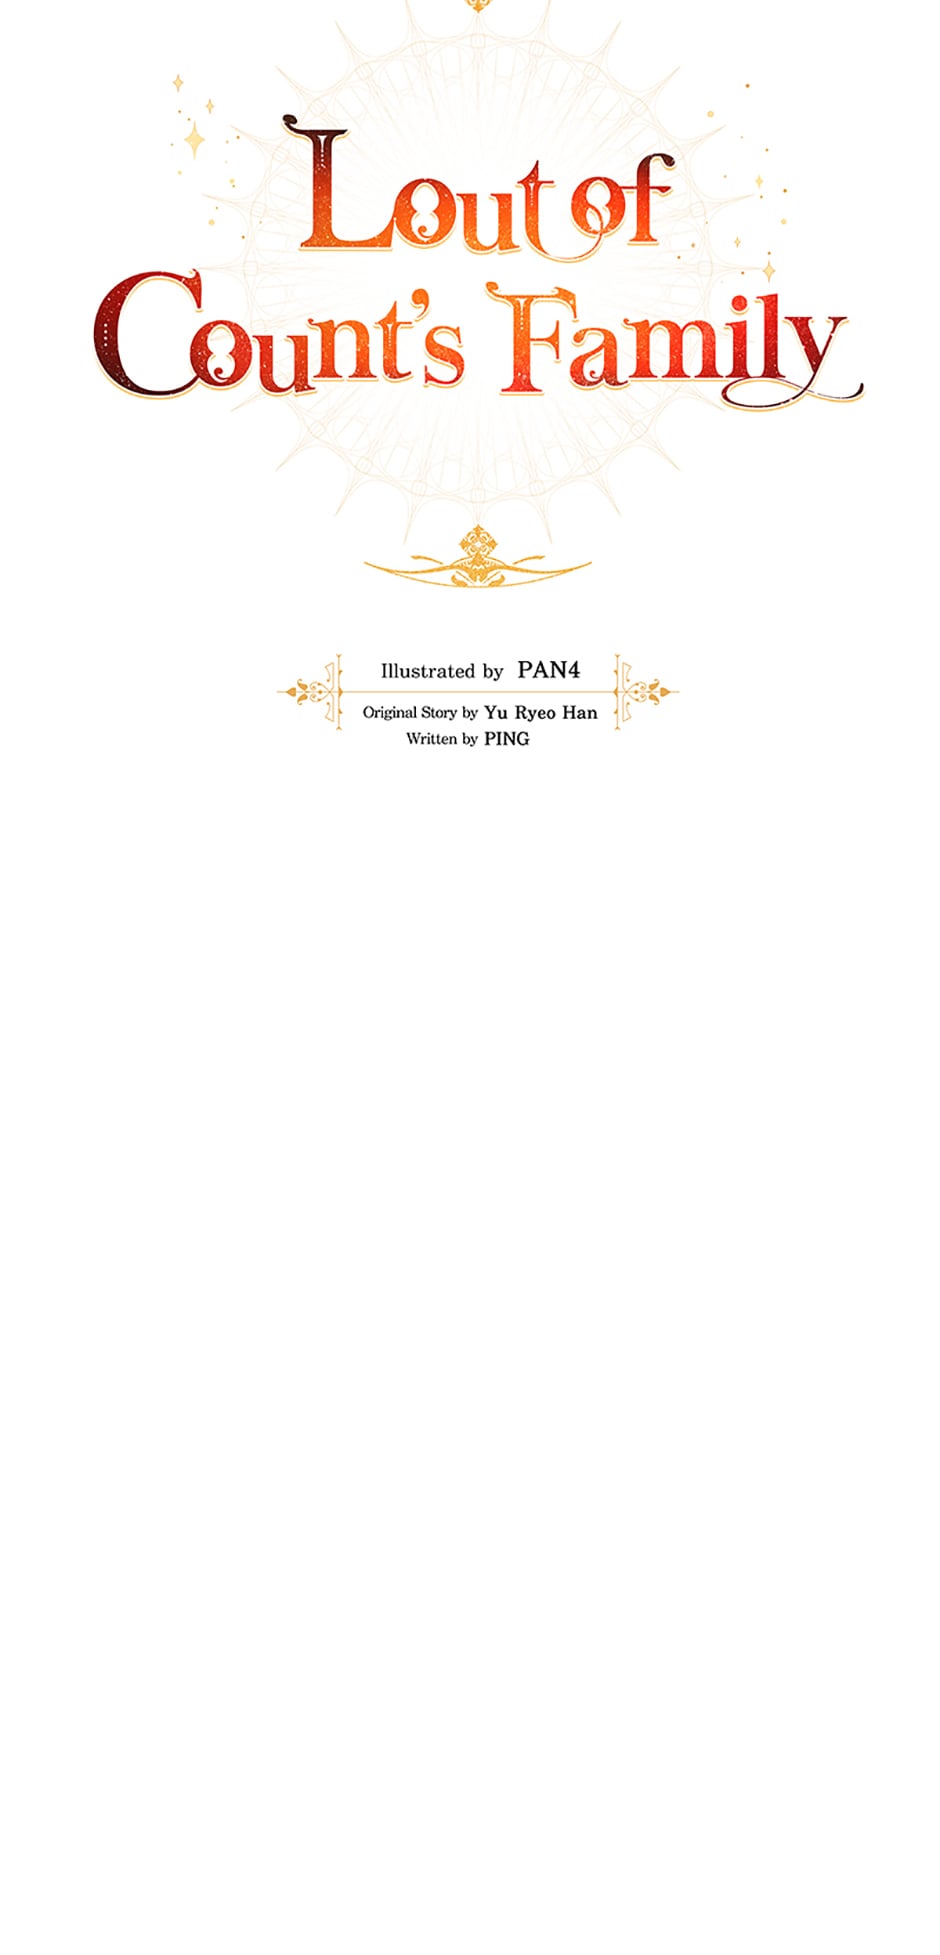 Lout of
Count's Family
Illustrated by PAN4
Original Story by Yu Ryeo Han
Written by PING